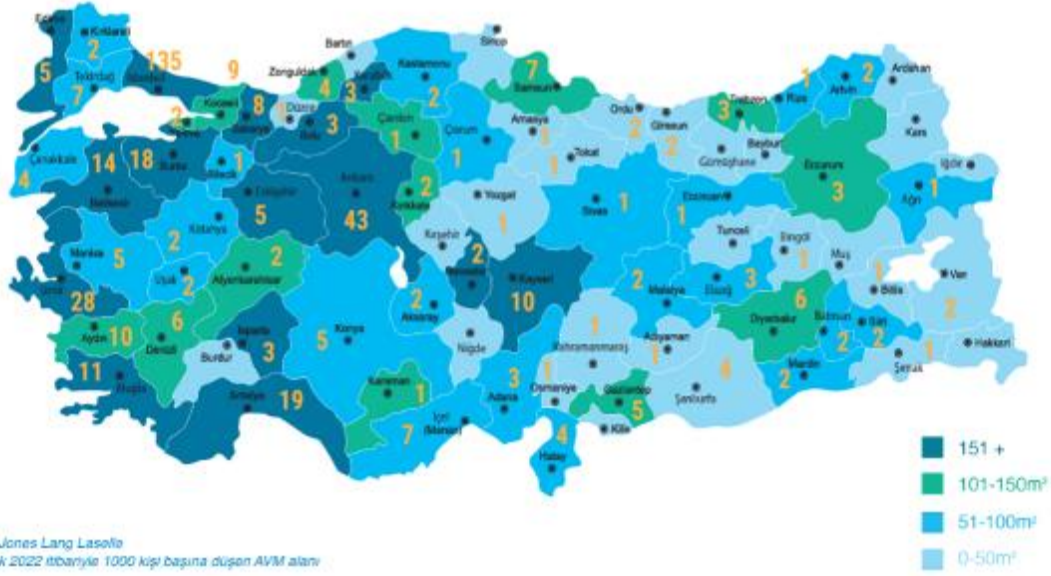 Edirne
Kırklareli
2
5
Tekirdağ
7
135
İstanbul
9
Kocaeli
2
8
Sakarya
Düzce
Bolu
3
Zonguldak
4
Bartın
Karabük
3
Kastamonu
2
Sinop
7
Samsun
Çankırı
1
Çorum
1
Amasya
1
Tokat
1
Ordu
2
Giresun
2
Trabzon
3
Rize
1
Artvin
2
Ardahan
Kars
Gümüşhane
Bayburt
Erzurum
3
Iğdır
Ağrı
1
Çanakkale
4
14
Balıkesir
18
Bursa
Bilecik
1
Eskişehir
5
Ankara
43
Kırıkkale
2
Yozgat
1
Sivas
1
Erzincan
1
Tunceli
Bingöl
1
Muş
Bitlis
1
Van
2
Kütahya
2
Manisa
5
Uşak
2
Afyonkarahisar
2
Kırşehir
Nevşehir
2
Kayseri
10
Malatya
2
Elazığ
3
Diyarbakır
6
Batman
2
Siirt
2
Hakkari
Şırnak
1
Mardin
2
İzmir
28
Aydın
10
Denizli
6
Burdur
Isparta
3
Konya
5
Aksaray
2
Niğde
Kahramanmaraş
1
Adıyaman
1
Şanlıurfa
4
Muğla
11
Antalya
19
Karaman
1
İçel
(Mersin)
7
Adana
3
Osmaniye
1
Gaziantep
5
Kilis
Hatay
4
151 +
101-150m²
51-100m²
0-50m²
Jones Lang Laselle
k 2022 itibariyle 1000 kişi başına düşen AVM alanı